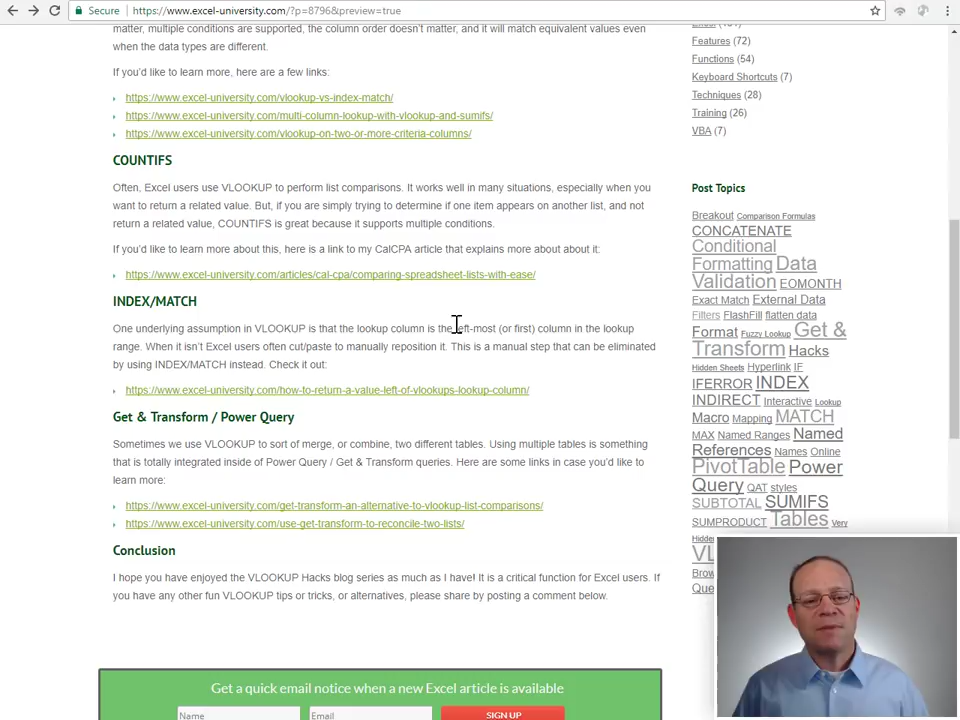 Secure https://www.excel-university.com/?p=8796&preview=true
matter, multiple conditions are supported, the column order doesn't matter, and it will match equivalent values even
when the data types are different.
If you'd like to learn more, here are a few links:
https://www.excel-university.com/vlookup-vs-index-match/
https://www.excel-university.com/multi-column-lookup-with-vlookup-and-sumifs/
https://www.excel-university.com/vlookup-on-two-or-more-criteria-columns/
COUNTIFS
Often, Excel users use VLOOKUP to perform list comparisons. It works well in many situations, especially when you
want to return a related value. But, if you are simply trying to determine if one item appears on another list, and not
return a related value, COUNTIFS is great because it supports multiple conditions.
If you'd like to learn more about this, here is a link to my CalCPA article that explains more about about it:
https://www.excel-university.com/articles/cal-cpa/comparing-spreadsheet-lists-with-ease/
INDEX/MATCH
One underlying assumption in VLOOKUP is that the lookup column is the left-most (or first) column in the lookup
range. When it isn't Excel users often cut/paste to manually reposition it. This is a manual step that can be eliminated
by using INDEX/MATCH instead. Check it out:
https://www.excel-university.com/how-to-return-a-value-left-of-vlookups-lookup-column/
Get & Transform / Power Query
Sometimes we use VLOOKUP to sort of merge, or combine, two different tables. Using multiple tables is something
that is totally integrated inside of Power Query / Get & Transform queries. Here are some links in case you'd like to
learn more:
https://www.excel-university.com/get-transform-an-alternative-to-vlookup-list-comparisons/
https://www.excel-university.com/use-get-transform-to-reconcile-two-lists/
Conclusion
I hope you have enjoyed the VLOOKUP Hacks blog series as much as I have! It is a critical function for Excel users. If
you have any other fun VLOOKUP tips or tricks, or alternatives, please share by posting a comment below.
Get a quick email notice when a new Excel article is available
Name Email SIGN UP
Features (72)
Functions (54)
Keyboard Shortcuts (7)
Techniques (28)
Training (26)
VBA (7)
Post Topics
Breakout Comparison Formulas
CONCATENATE
Conditional
Formatting Data
Validation EOMONTH
Exact Match External Data
Filters FlashFill flatten data
Format Fuzzy Lookup Get &
Transform Hacks
Hidden Sheets Hyperlink IF
IFERROR INDEX
INDIRECT Interactive Lookup
Macro Mapping MATCH
MAX Named Ranges Named
References Names Online
PivotTable Power
Query QAT styles
SUBTOTAL SUMIFS
SUMPRODUCT Tables Very